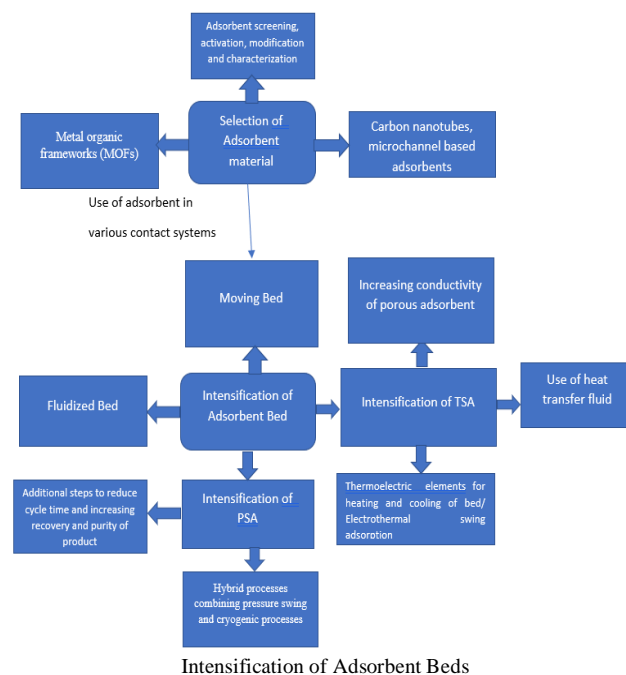 Adsorbent screening,
activation, modification
and characterization
Metal organic
frameworks (MOFs)
Selection of
Adsorbent
material
Carbon nanotubes,
microchannel based
adsorbents
Use of adsorbent in
various contact systems
Moving Bed
Increasing conductivity
of porous adsorbent
Fluidized Bed
Intensification of
Adsorbent Bed
Intensification of TSA
Use of heat
transfer fluid
Additional steps to reduce
cycle time and increasing
recovery and purity of
product
Intensification of
PSA
Thermoelectric elements for
heating and cooling of bed/
Electrothermal swing
adsorotion
Hybrid processes
combining pressure swing
and cryogenic processes
Intensification of Adsorbent Beds